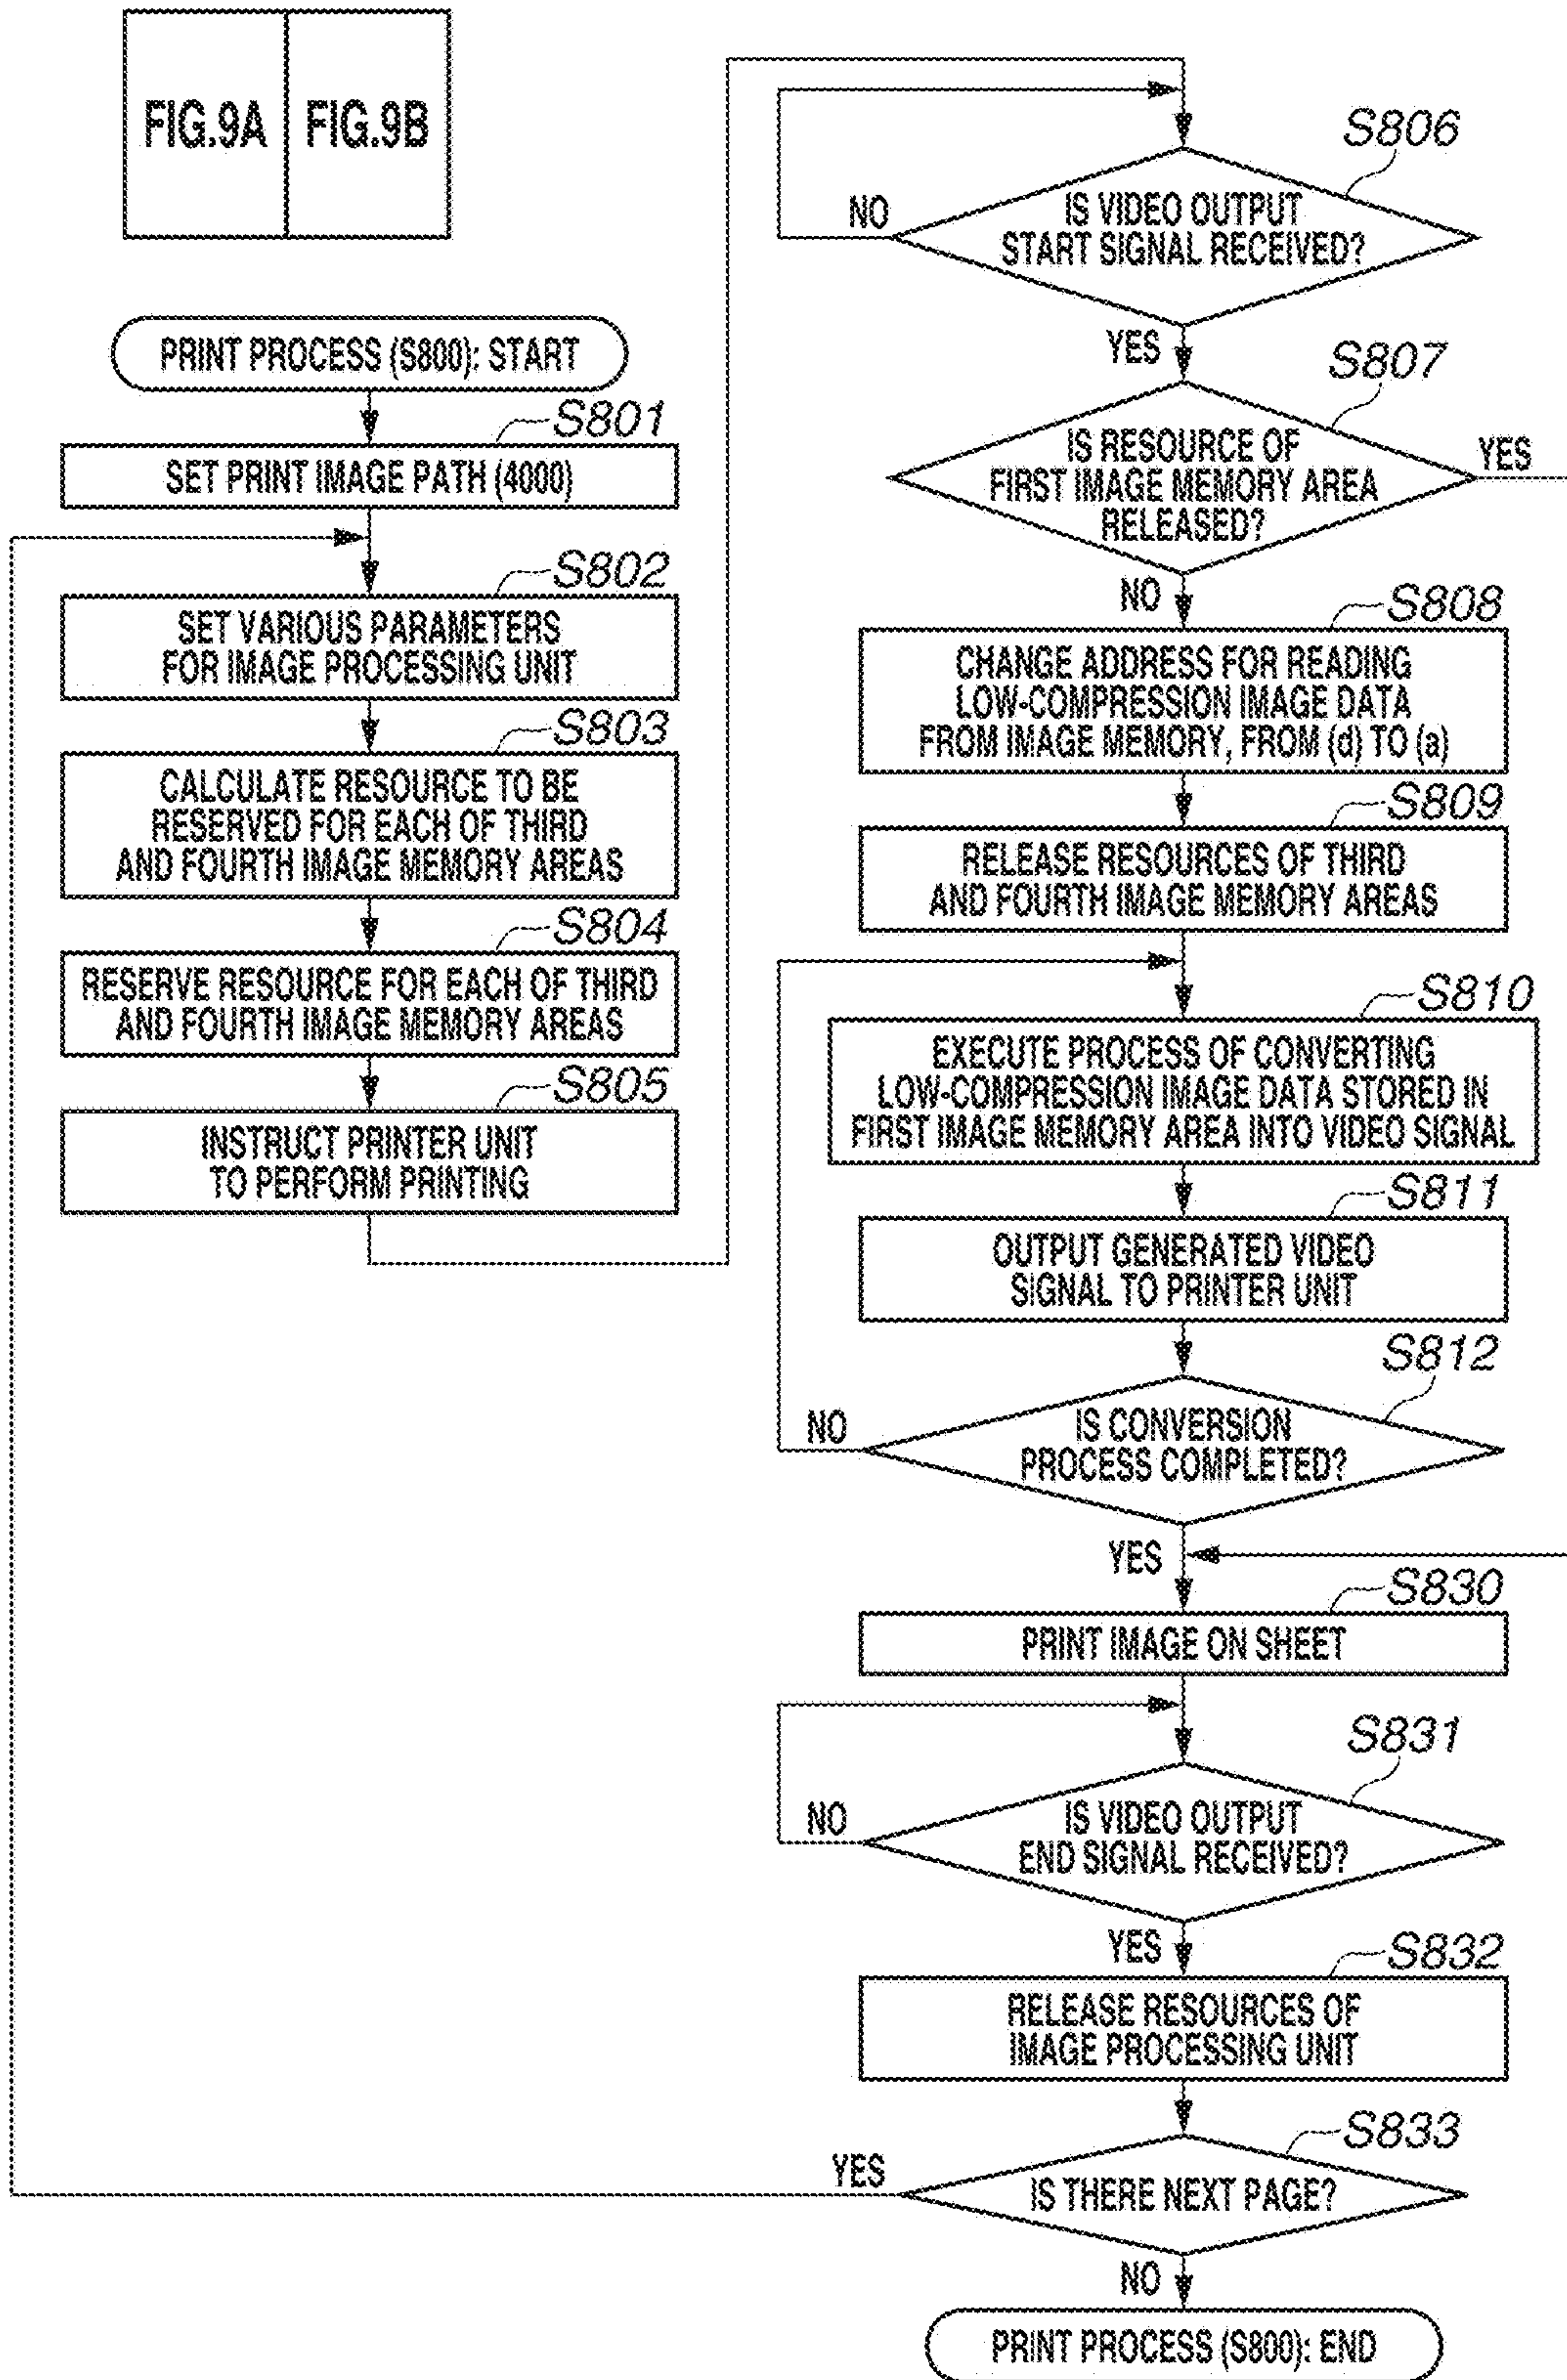 FIG.9A
FIG.9B
PRINT PROCESS (S800): START
S801
SET PRINT IMAGE PATH (4000)
S802
SET VARIOUS PARAMETERS
FOR IMAGE PROCESSING UNIT
S803
CALCULATE RESOURCE TO BE
RESERVED FOR EACH OF THIRD
AND FOURTH IMAGE MEMORY AREAS
S804
RESERVE RESOURCE FOR EACH OF THIRD
AND FOURTH IMAGE MEMORY AREAS
S805
INSTRUCT PRINTER UNIT
TO PERFORM PRINTING
S806
IS VIDEO OUTPUT
START SIGNAL RECEIVED?
NO
YES
S807
IS RESOURCE OF
FIRST IMAGE MEMORY AREA
RELEASED?
YES
NO
S808
CHANGE ADDRESS FOR READING
LOW-COMPRESSION IMAGE DATA
FROM IMAGE MEMORY, FROM (d) TO (a)
S809
RELEASE RESOURCES OF THIRD
AND FOURTH IMAGE MEMORY AREAS
S810
EXECUTE PROCESS OF CONVERTING
LOW-COMPRESSION IMAGE DATA STORED IN
FIRST IMAGE MEMORY AREA INTO VIDEO SIGNAL
S811
OUTPUT GENERATED VIDEO
SIGNAL TO PRINTER UNIT
S812
IS CONVERSION
PROCESS COMPLETED?
NO
YES
S830
PRINT IMAGE ON SHEET
S831
IS VIDEO OUTPUT
END SIGNAL RECEIVED?
NO
YES
S832
RELEASE RESOURCES OF
IMAGE PROCESSING UNIT
S833
IS THERE NEXT PAGE?
YES
NO
PRINT PROCESS (S800): END